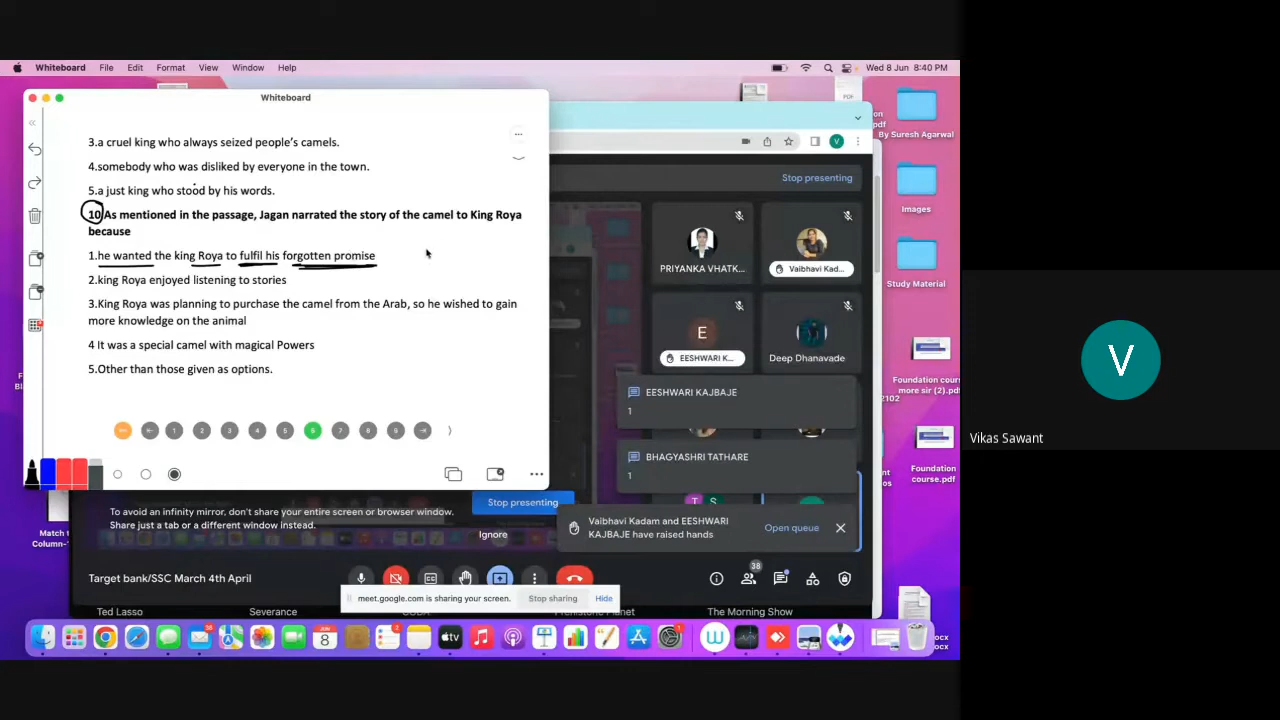 Whiteboard File Edit Format View Window Help
Wed 8 Jun 8:40 PM
Whiteboard
3.a cruel king who always seized people's camels.
4.somebody who was disliked by everyone in the town.
5.a just king who stood by his words.
10 As mentioned in the passage, Jagan narrated the story of the camel to King Roya
because
1.he wanted the king Roya to fulfil his forgotten promise
2.king Roya enjoyed listening to stories
3.King Roya was planning to purchase the camel from the Arab, so he wished to gain
more knowledge on the animal
4 It was a special camel with magical Powers
5.Other than those given as options.
1 2 3 4 5 6 7 8 9
V
Stop presenting
PRIYANKA VHATK...
Vaibhavi Kad...
E
EESHWARI K...
Deep Dhanavade
EESHWARI KAJBAJE
1
BHAGYASHRI TATHARE
1
T S
Vaibhavi Kadam and EESHWARI
KAJBAJE have raised hands
Open queue
To avoid an infinity mirror, don't share your entire screen or browser window.
Share just a tab or a different window instead.
Stop presenting
Ignore
Target bank/SSC March 4th April
38
meet.google.com is sharing your screen.
Stop sharing
Hide
Ted Lasso
Severance
Prehistoric Planet
The Morning Show
PDF
By Suresh Agarwal
Images
Study Material
Foundation cour
more sir (2).pdf
2102
Foundation
course.pdf
Match t
Column-
JUN
8
V
Vikas Sawant